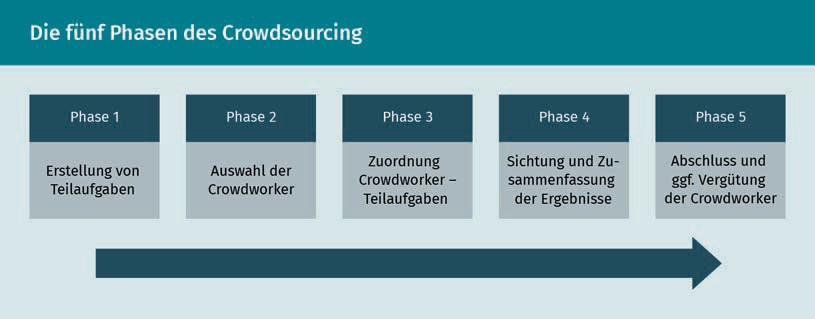 Die fünf Phasen des Crowdsourcing
Phase 1
Erstellung von
Teilaufgaben
Phase 2
Auswahl der
Crowdworker
Phase 3
Zuordnung
Crowdworker –
Teilaufgaben
Phase 4
Sichtung und Zu-
sammenfassung
der Ergebnisse
Phase 5
Abschluss und
ggf. Vergütung
der Crowdworker